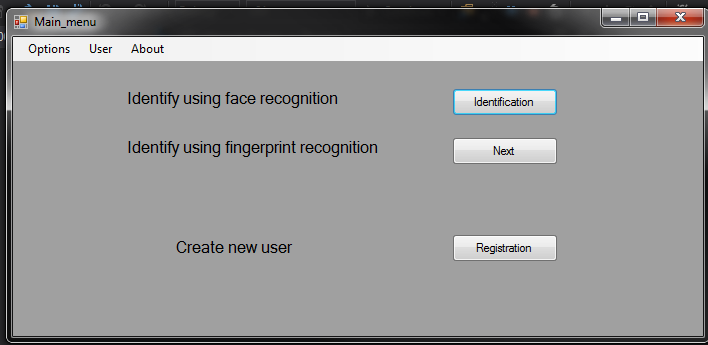 Main_menu
Options User About
Identify using face recognition Identification
Identify using fingerprint recognition Next
Create new user Registration